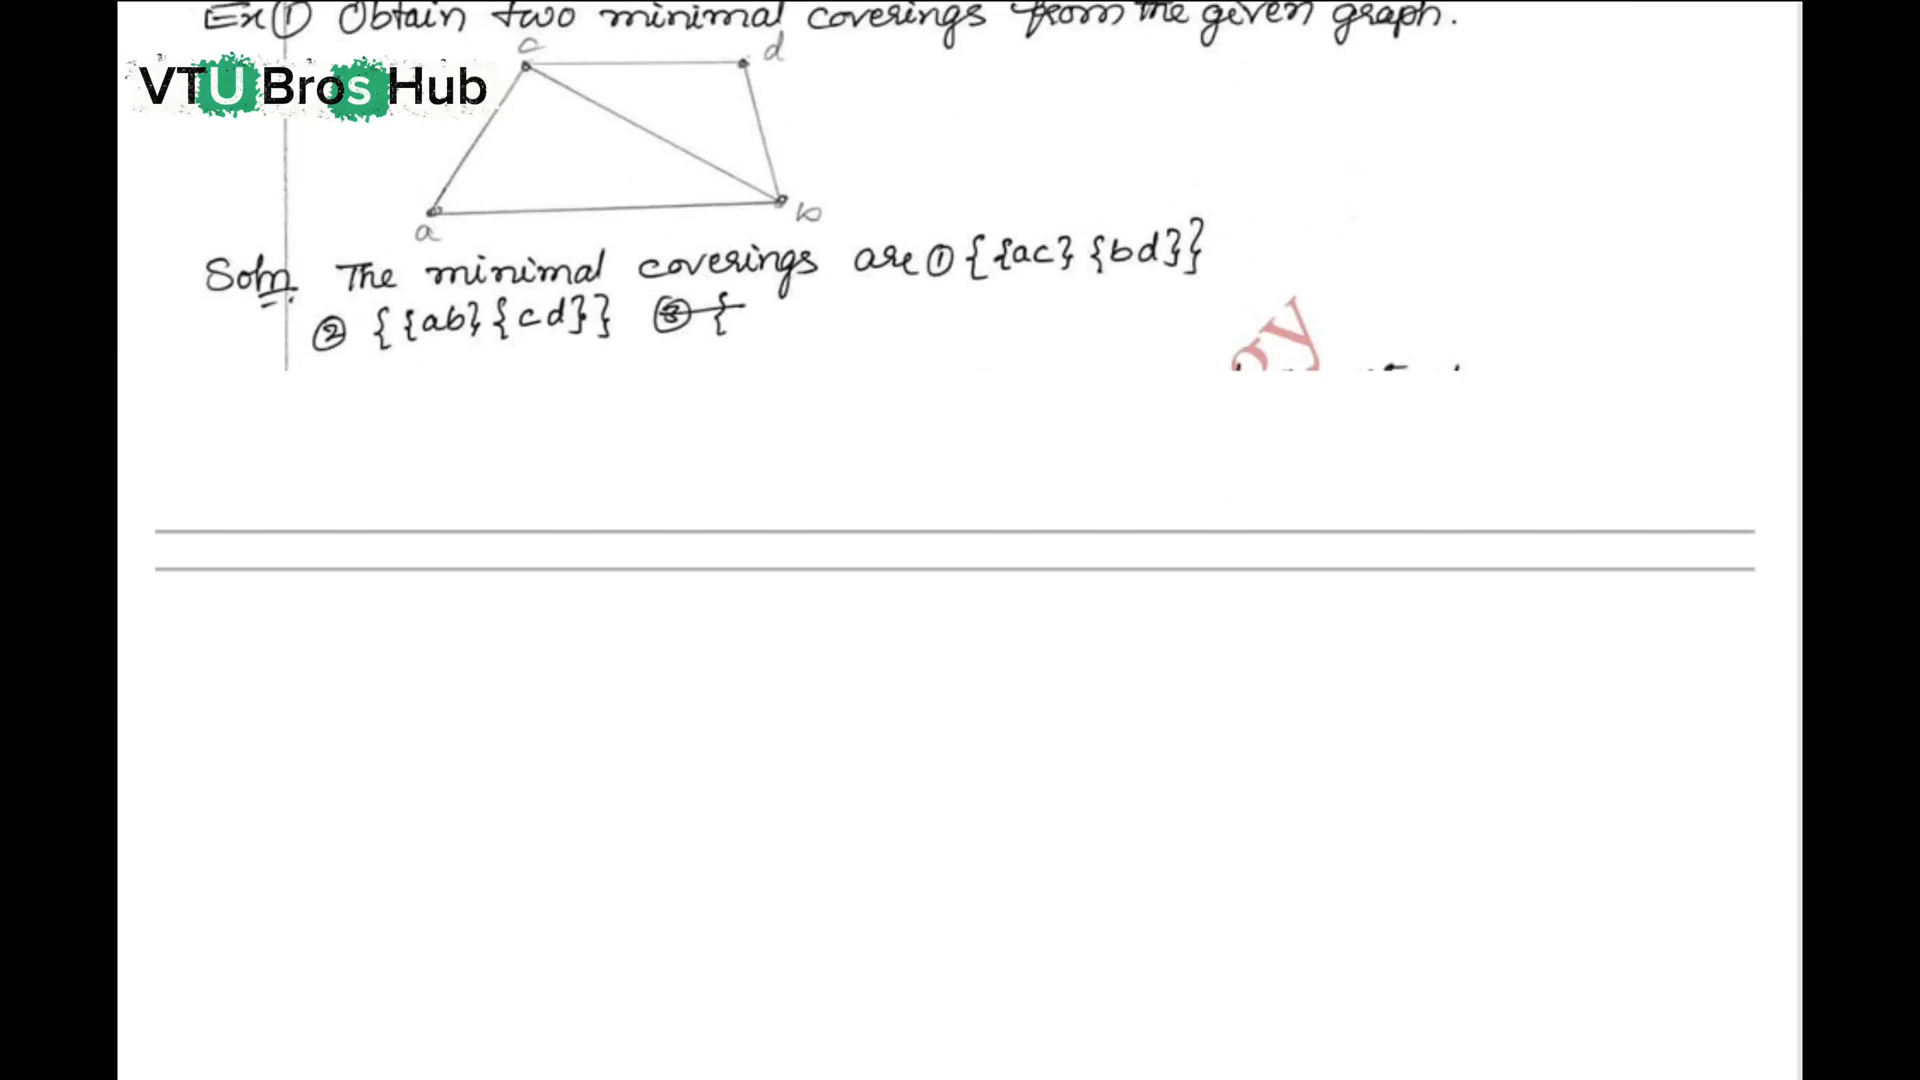 Ex① Obtain two minimal coverings from the given graph.
VTU Bros Hub
c
d
a
b
Soln. The minimal coverings are ① {{ac} {bd}}
② {{ab} {cd}} ③ {